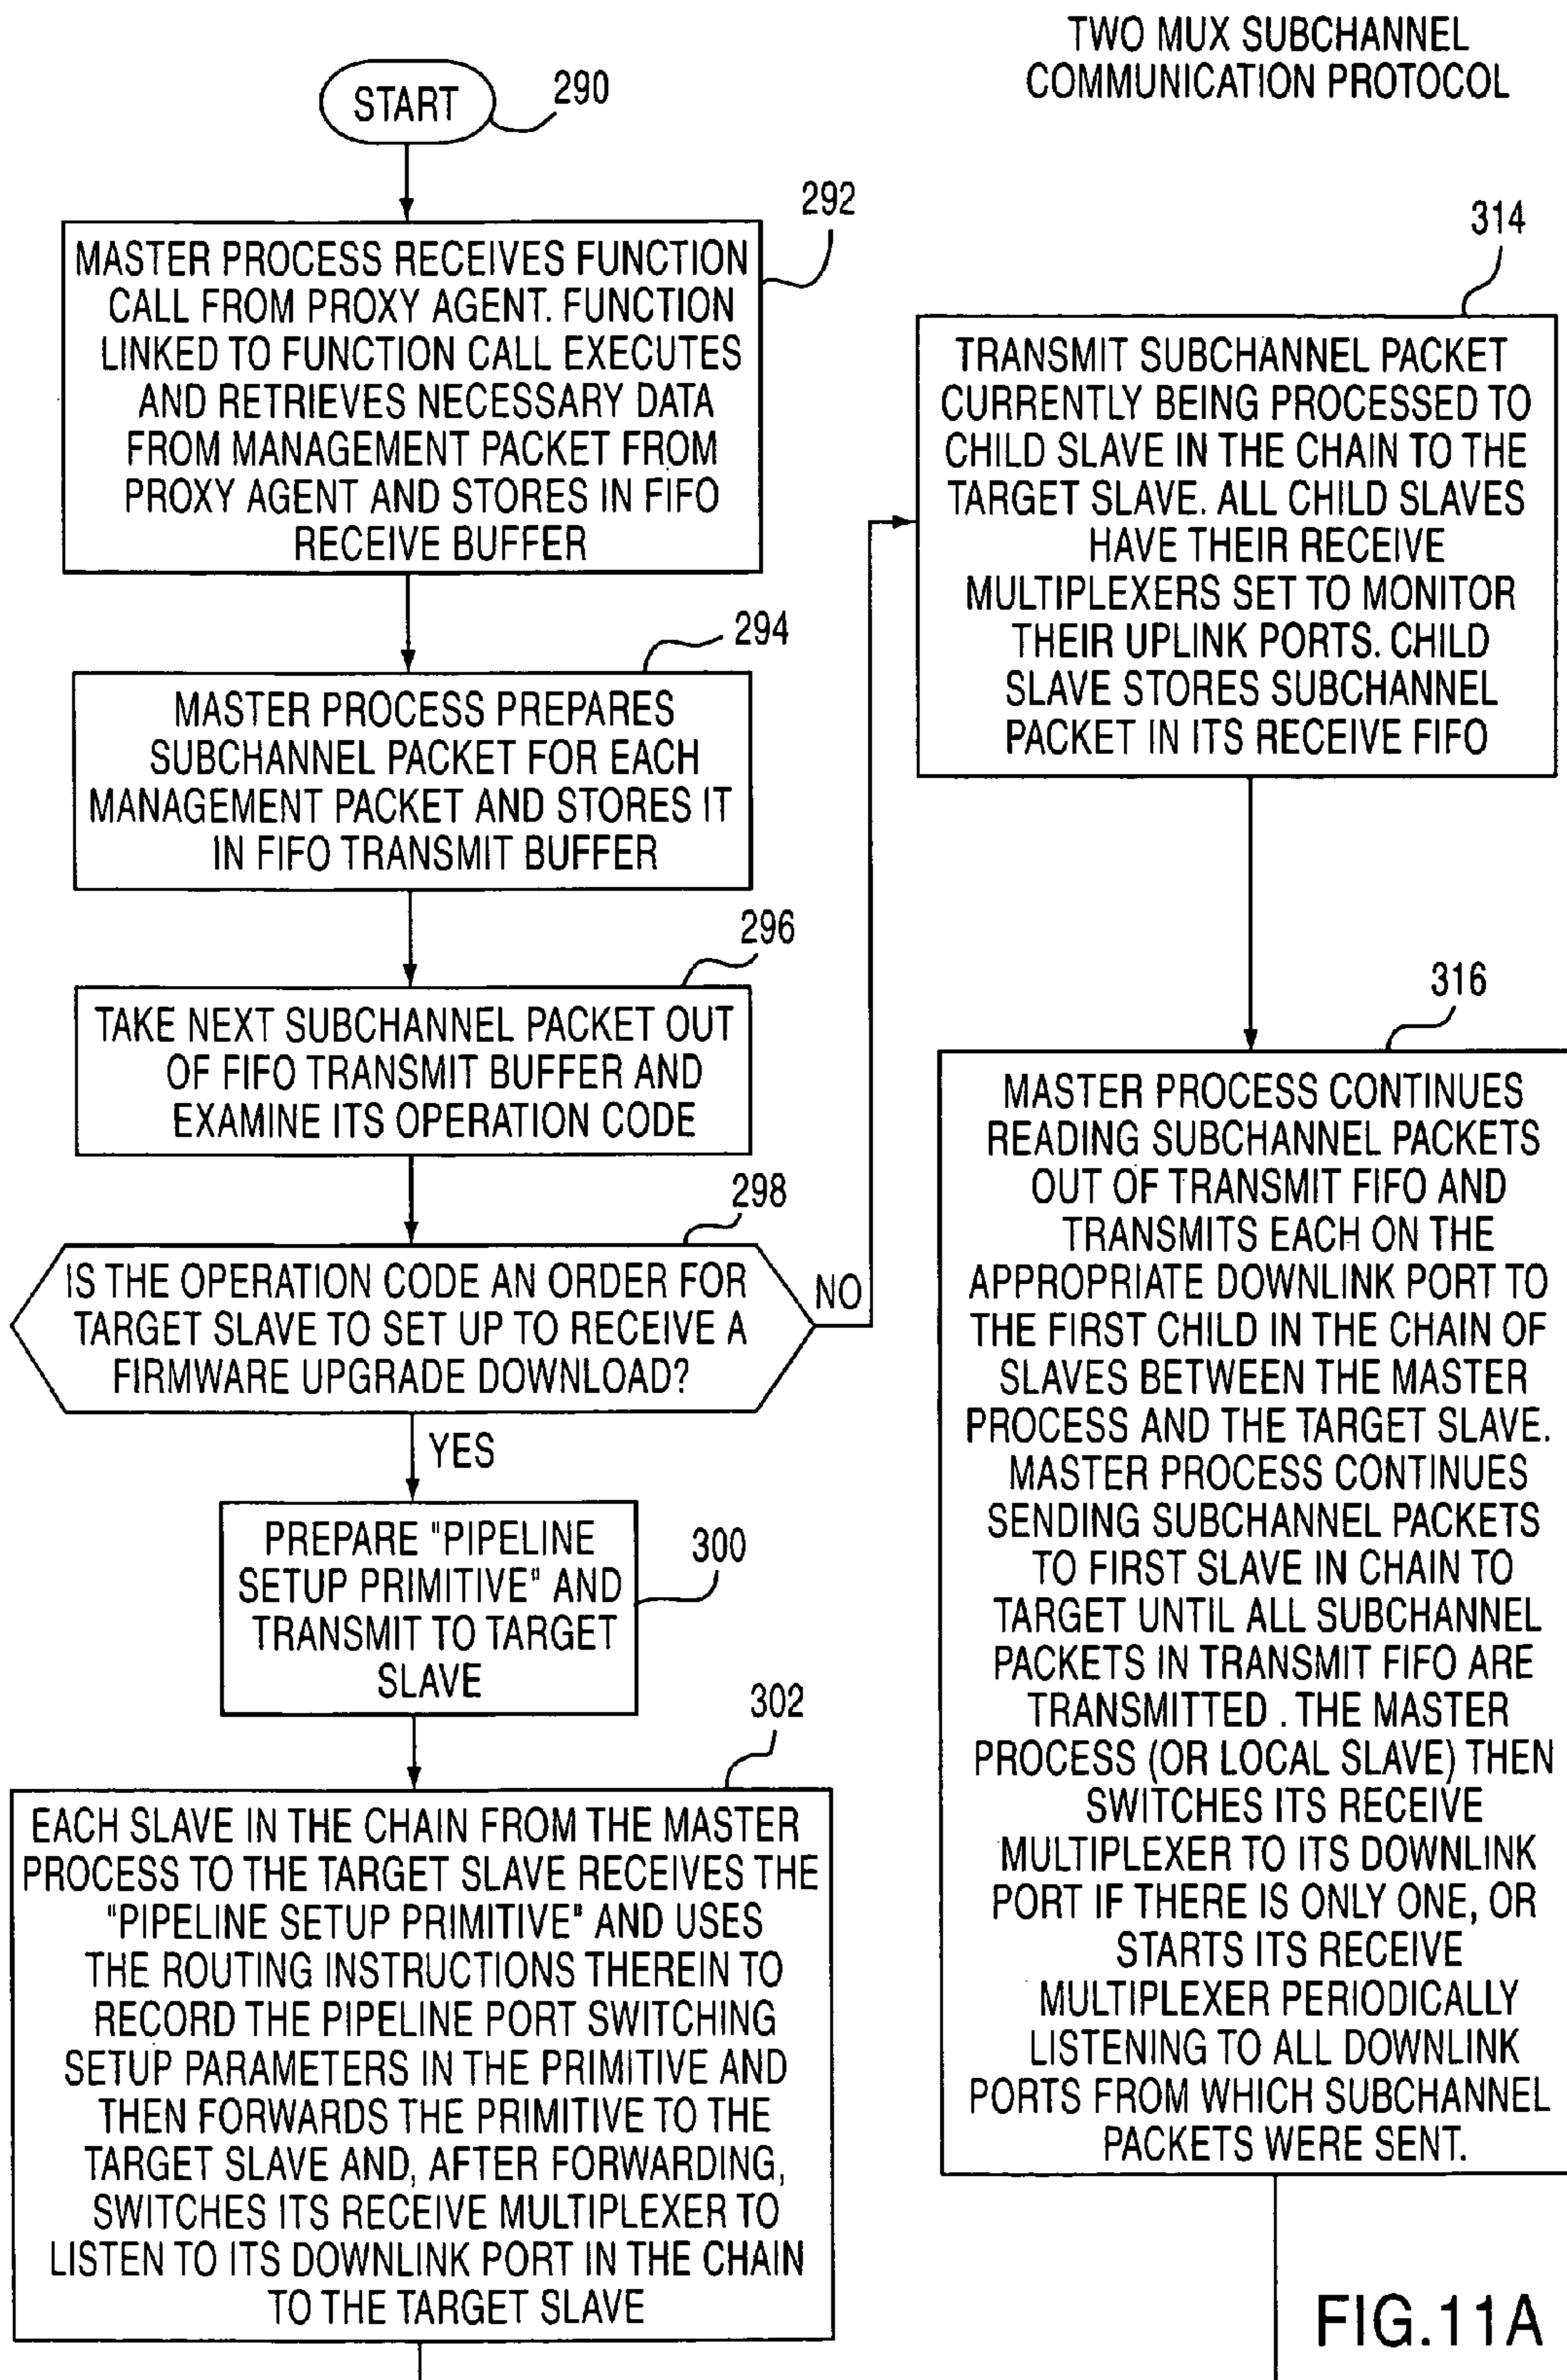 TWO MUX SUBCHANNEL
COMMUNICATION PROTOCOL
START
290
292
MASTER PROCESS RECEIVES FUNCTION
CALL FROM PROXY AGENT. FUNCTION
LINKED TO FUNCTION CALL EXECUTES
AND RETRIEVES NECESSARY DATA
FROM MANAGEMENT PACKET FROM
PROXY AGENT AND STORES IN FIFO
RECEIVE BUFFER
294
MASTER PROCESS PREPARES
SUBCHANNEL PACKET FOR EACH
MANAGEMENT PACKET AND STORES IT
IN FIFO TRANSMIT BUFFER
296
TAKE NEXT SUBCHANNEL PACKET OUT
OF FIFO TRANSMIT BUFFER AND
EXAMINE ITS OPERATION CODE
298
IS THE OPERATION CODE AN ORDER FOR
TARGET SLAVE TO SET UP TO RECEIVE A
FIRMWARE UPGRADE DOWNLOAD?
NO
YES
PREPARE "PIPELINE
SETUP PRIMITIVE" AND
TRANSMIT TO TARGET
SLAVE
300
302
EACH SLAVE IN THE CHAIN FROM THE MASTER
PROCESS TO THE TARGET SLAVE RECEIVES THE
"PIPELINE SETUP PRIMITIVE" AND USES
THE ROUTING INSTRUCTIONS THEREIN TO
RECORD THE PIPELINE PORT SWITCHING
SETUP PARAMETERS IN THE PRIMITIVE AND
THEN FORWARDS THE PRIMITIVE TO THE
TARGET SLAVE AND, AFTER FORWARDING,
SWITCHES ITS RECEIVE MULTIPLEXER TO
LISTEN TO ITS DOWNLINK PORT IN THE CHAIN
TO THE TARGET SLAVE
314
TRANSMIT SUBCHANNEL PACKET
CURRENTLY BEING PROCESSED TO
CHILD SLAVE IN THE CHAIN TO THE
TARGET SLAVE. ALL CHILD SLAVES
HAVE THEIR RECEIVE
MULTIPLEXERS SET TO MONITOR
THEIR UPLINK PORTS. CHILD
SLAVE STORES SUBCHANNEL
PACKET IN ITS RECEIVE FIFO
316
MASTER PROCESS CONTINUES
READING SUBCHANNEL PACKETS
OUT OF TRANSMIT FIFO AND
TRANSMITS EACH ON THE
APPROPRIATE DOWNLINK PORT TO
THE FIRST CHILD IN THE CHAIN OF
SLAVES BETWEEN THE MASTER
PROCESS AND THE TARGET SLAVE.
MASTER PROCESS CONTINUES
SENDING SUBCHANNEL PACKETS
TO FIRST SLAVE IN CHAIN TO
TARGET UNTIL ALL SUBCHANNEL
PACKETS IN TRANSMIT FIFO ARE
TRANSMITTED . THE MASTER
PROCESS (OR LOCAL SLAVE) THEN
SWITCHES ITS RECEIVE
MULTIPLEXER TO ITS DOWNLINK
PORT IF THERE IS ONLY ONE, OR
STARTS ITS RECEIVE
MULTIPLEXER PERIODICALLY
LISTENING TO ALL DOWNLINK
PORTS FROM WHICH SUBCHANNEL
PACKETS WERE SENT.
FIG.11A